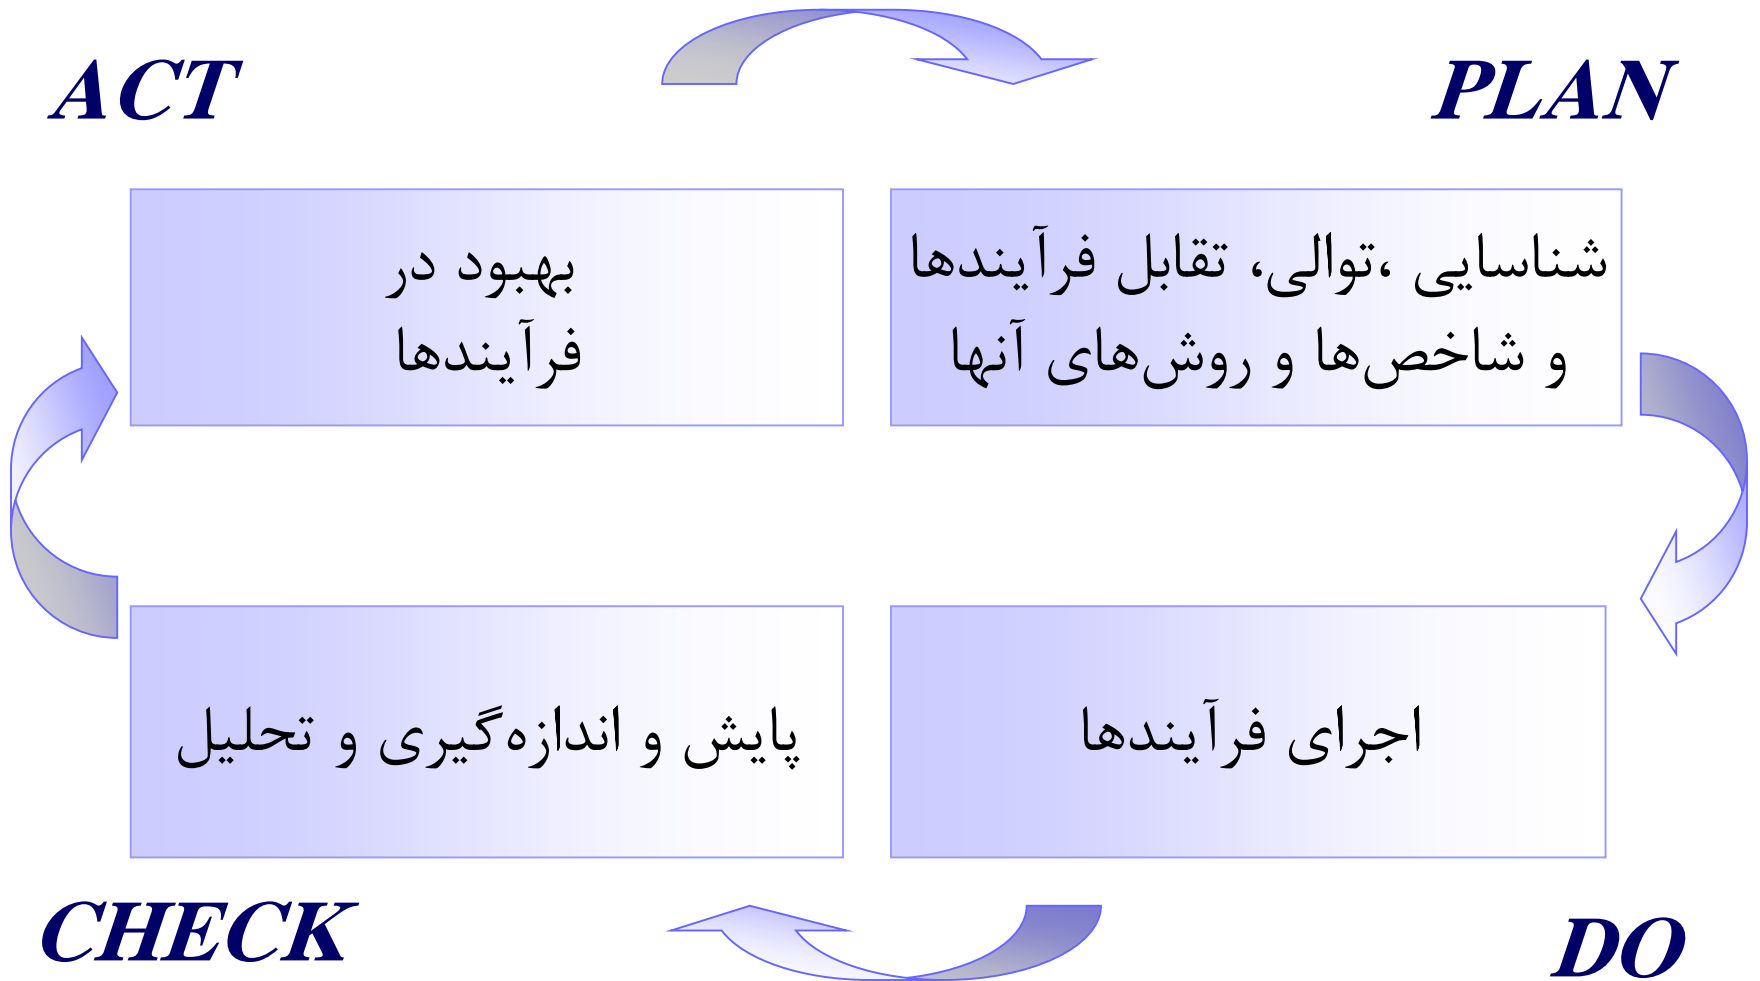 ACT
PLAN
بهبود در
فرآیندها
شناسایی ،توالی، تقابل فرآیندها
و شاخص‌ها و روش‌های آنها
پایش و اندازه‌گیری و تحلیل
اجرای فرآیندها
CHECK
DO